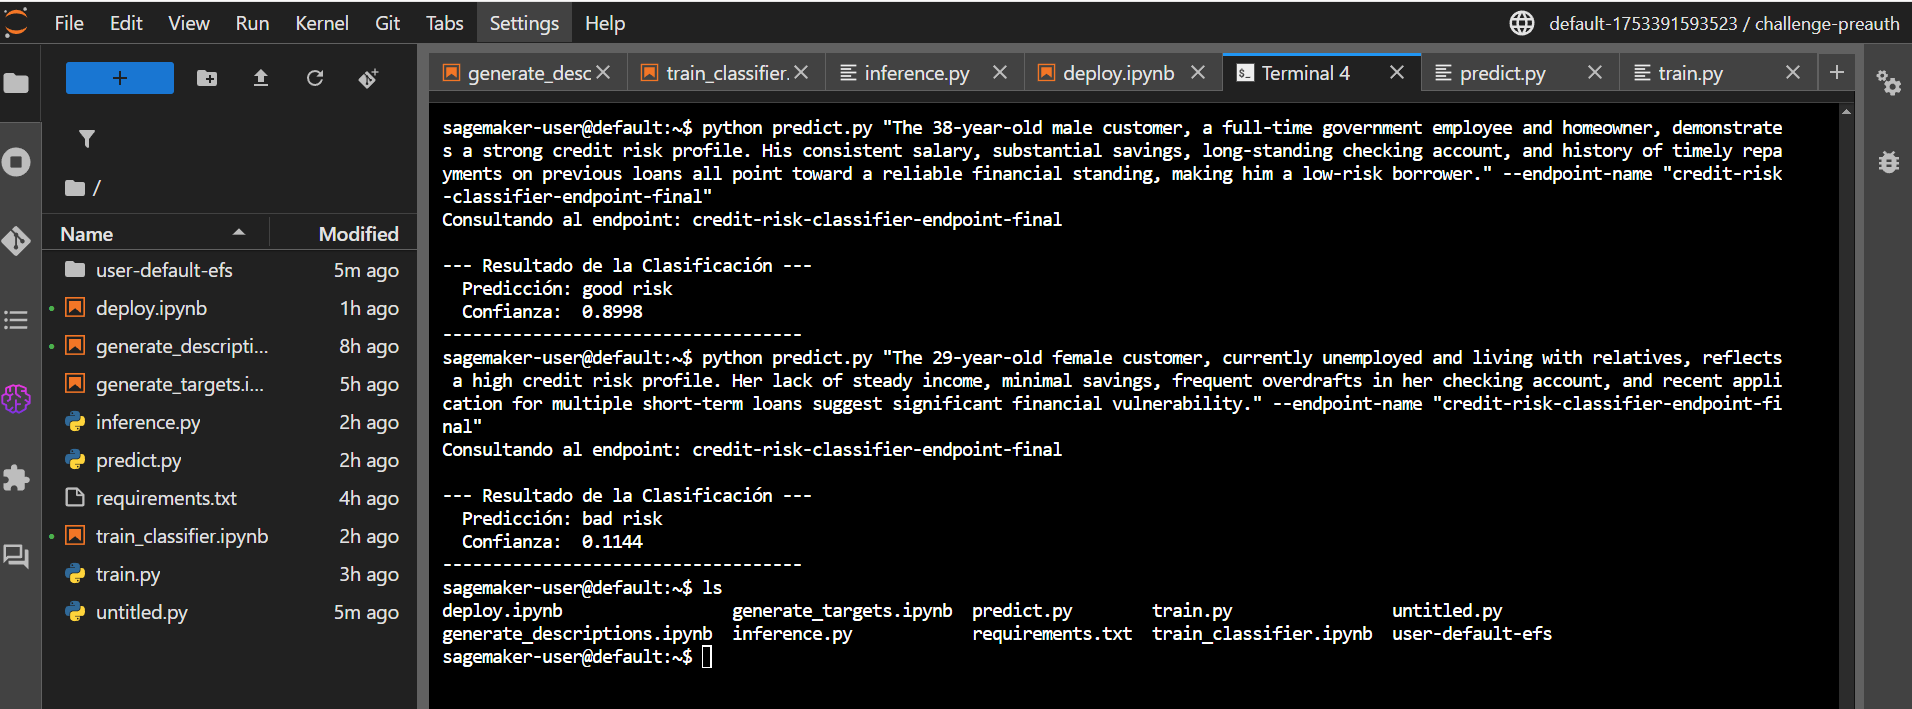 File Edit View Run Kernel Git Tabs Settings Help default-1753391593523 / challenge-preauth
generate_desc train_classifier. inference.py deploy.ipynb Terminal 4 predict.py train.py
/
Name Modified
user-default-efs 5m ago
deploy.ipynb 1h ago
generate_descripti... 8h ago
generate_targets.i... 5h ago
inference.py 2h ago
predict.py 2h ago
requirements.txt 4h ago
train_classifier.ipynb 2h ago
train.py 3h ago
untitled.py 5m ago
sagemaker-user@default:~$ python predict.py "The 38-year-old male customer, a full-time government employee and homeowner, demonstrate
s a strong credit risk profile. His consistent salary, substantial savings, long-standing checking account, and history of timely repa
yments on previous loans all point toward a reliable financial standing, making him a low-risk borrower." --endpoint-name "credit-risk
-classifier-endpoint-final"
Consultando al endpoint: credit-risk-classifier-endpoint-final
--- Resultado de la Clasificación ---
Predicción: good risk
Confianza: 0.8998
------------------------------------
sagemaker-user@default:~$ python predict.py "The 29-year-old female customer, currently unemployed and living with relatives, reflects
a high credit risk profile. Her lack of steady income, minimal savings, frequent overdrafts in her checking account, and recent appli
cation for multiple short-term loans suggest significant financial vulnerability." --endpoint-name "credit-risk-classifier-endpoint-fi
nal"
Consultando al endpoint: credit-risk-classifier-endpoint-final
--- Resultado de la Clasificación ---
Predicción: bad risk
Confianza: 0.1144
------------------------------------
sagemaker-user@default:~$ ls
deploy.ipynb generate_targets.ipynb predict.py train.py untitled.py
generate_descriptions.ipynb inference.py requirements.txt train_classifier.ipynb user-default-efs
sagemaker-user@default:~$